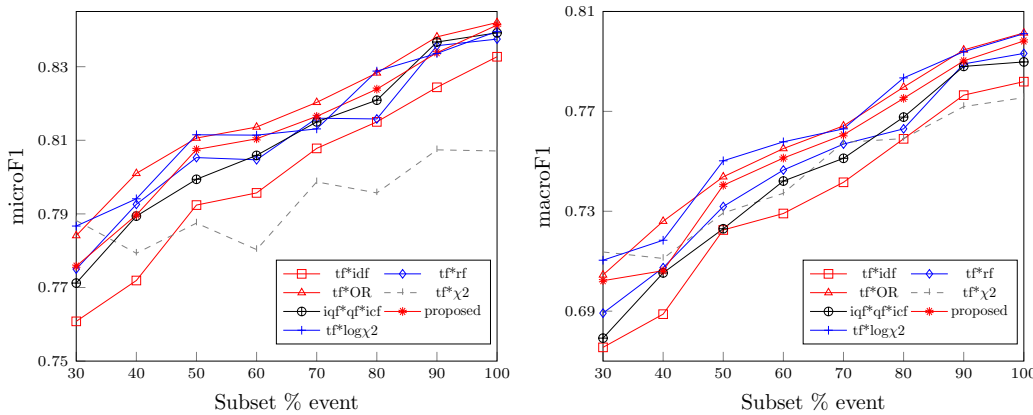 0.83
0.81
0.79
0.77
0.75
microF1
30 40 50 60 70 80 90 100
Subset % event
tf*idf tf*rf
tf*OR tf*χ2
iqf*qf*icf proposed
tf*logχ2
0.81
0.77
0.73
0.69
macroF1
30 40 50 60 70 80 90 100
Subset % event
tf*idf tf*rf
tf*OR tf*χ2
iqf*qf*icf proposed
tf*logχ2